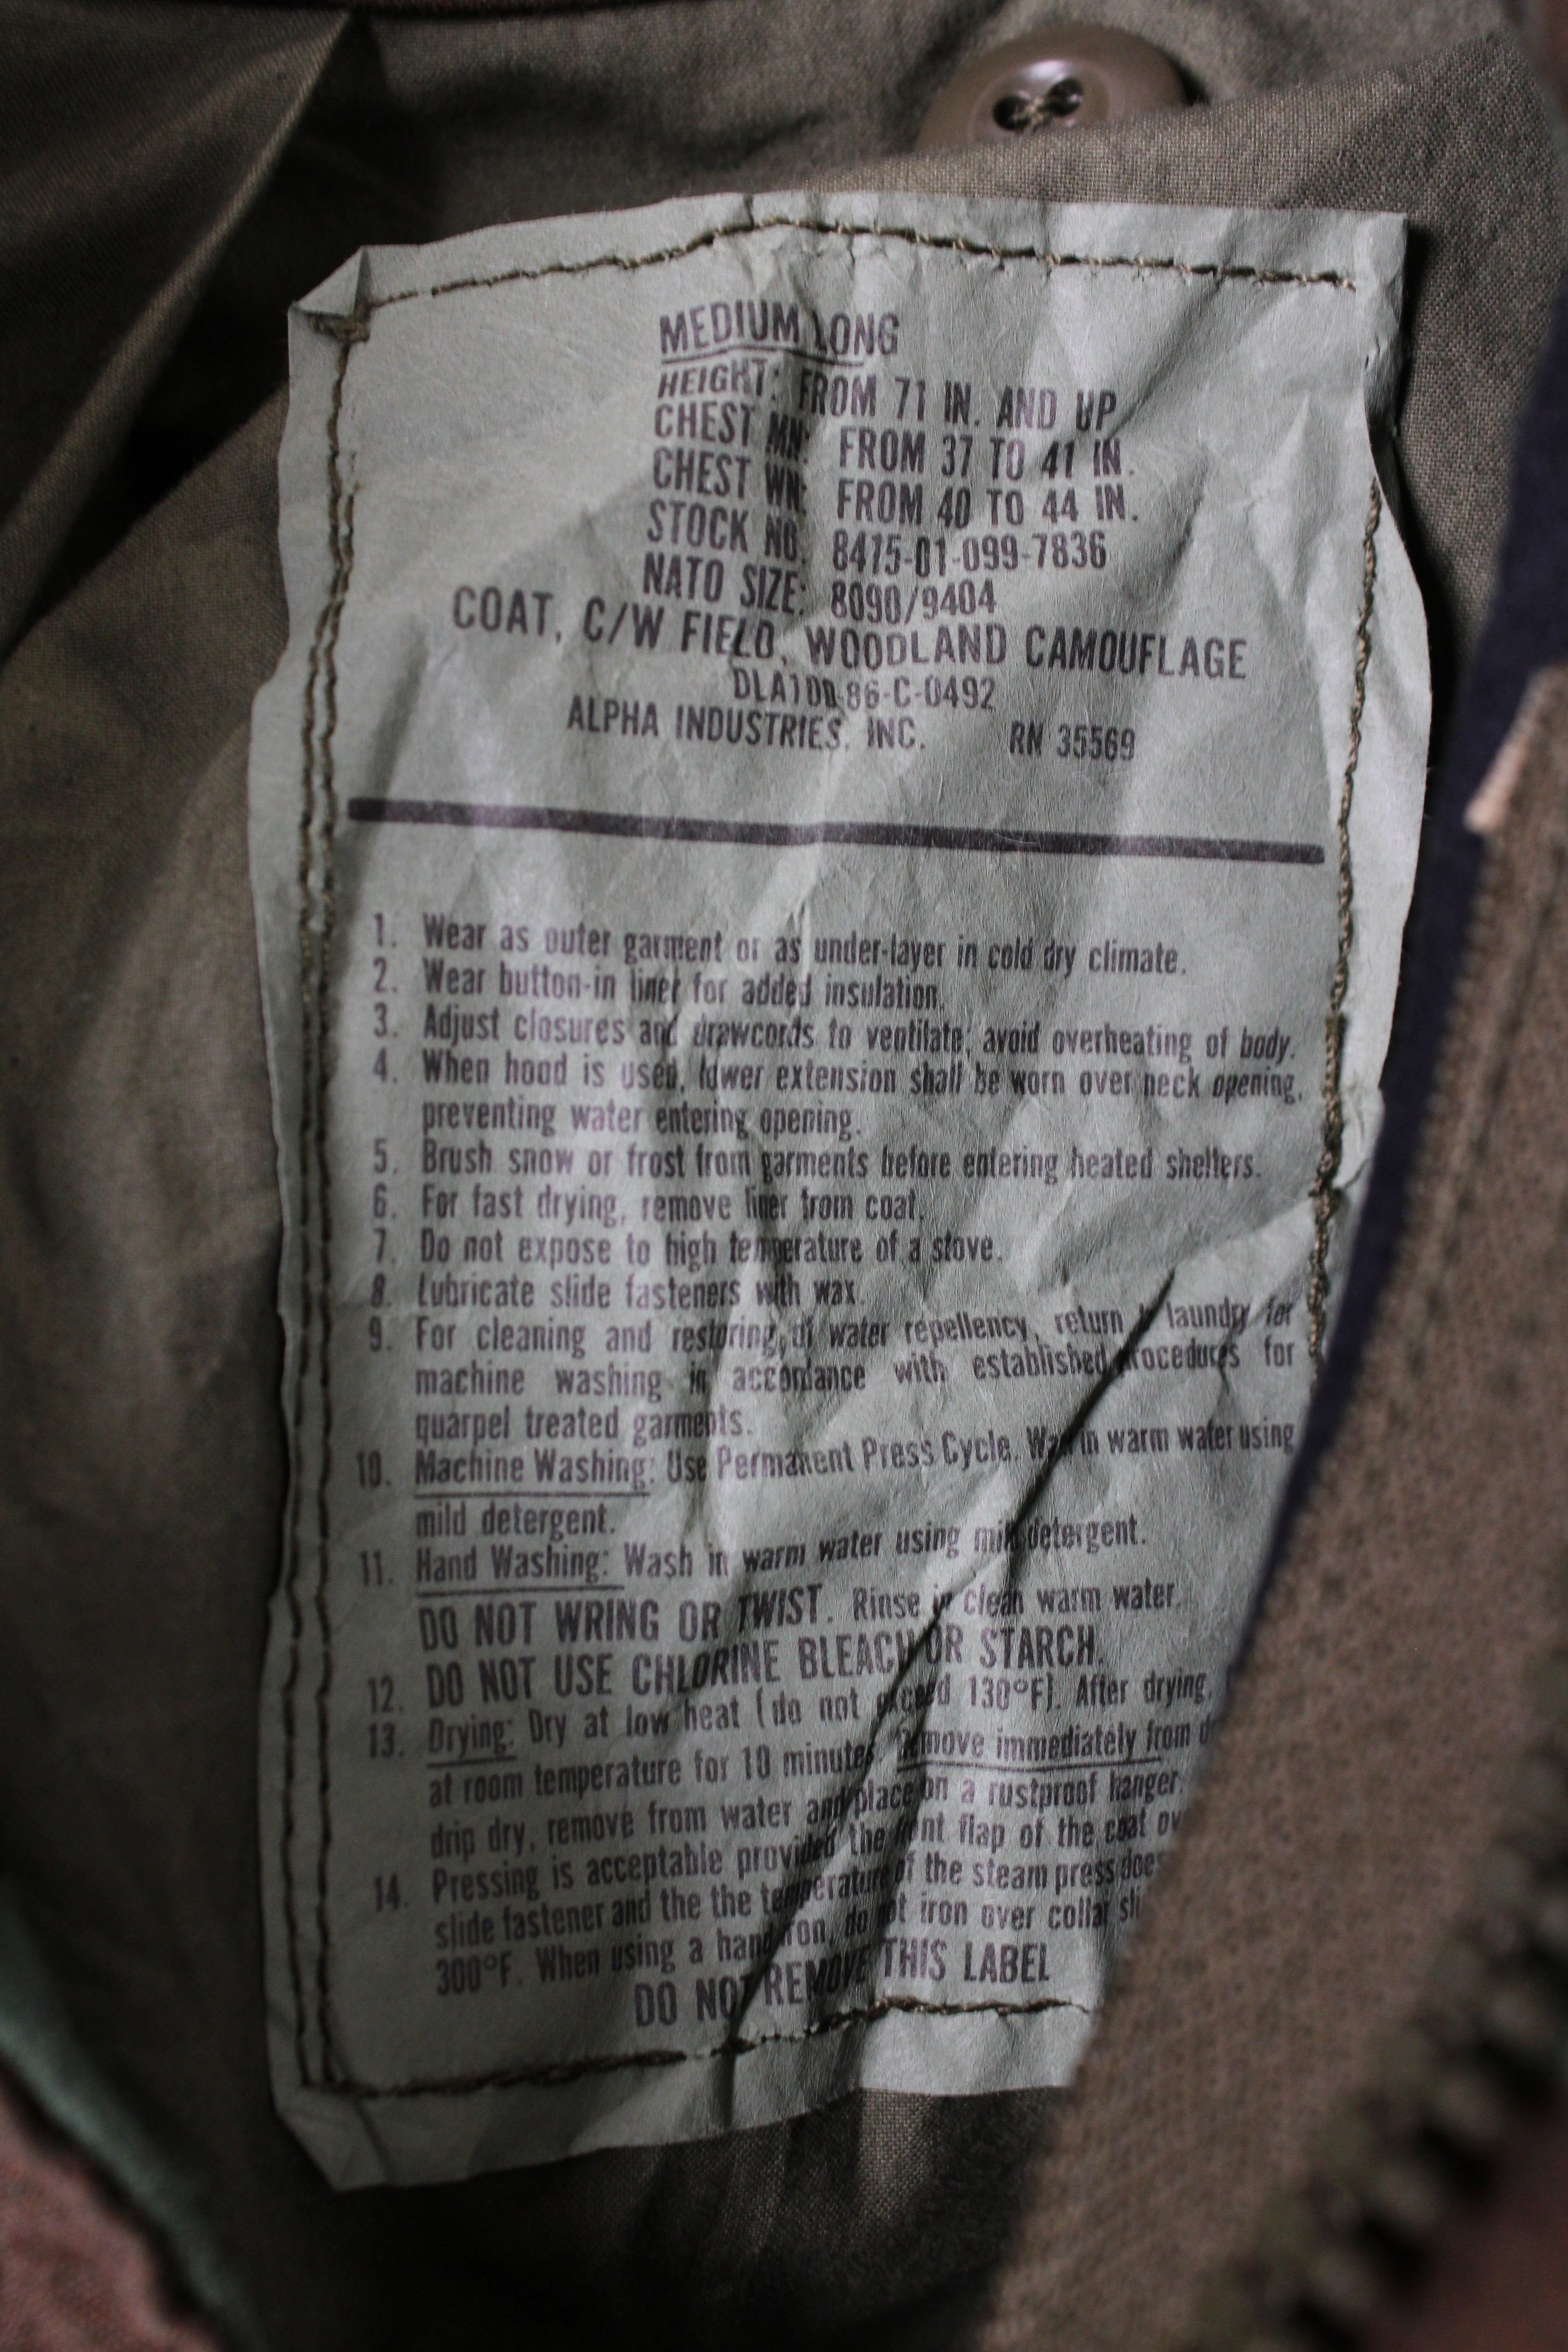 MEDIUM LONG
HEIGHT: FROM 71 IN. AND UP
CHEST MN: FROM 37 TO 41 IN.
CHEST WN: FROM 40 TO 44 IN.
STOCK NO. 8415-01-099-7836
NATO SIZE: 8090/9404
COAT, C/W FIELD, WOODLAND CAMOUFLAGE
DLA100-86-C-0492
ALPHA INDUSTRIES, INC. RN 35569
1. Wear as outer garment or as under-layer in cold dry climate.
2. Wear button-in liner for added insulation.
3. Adjust closures and drawcords to ventilate; avoid overheating of body.
4. When hood is used, lower extension shall be worn over neck opening,
preventing water entering opening.
5. Brush snow or frost from garments before entering heated shelters.
6. For fast drying, remove liner from coat.
7. Do not expose to high temperature of a stove.
8. Lubricate slide fasteners with wax.
9. For cleaning and restoring of water repellency, return laundry for
machine washing in accordance with established procedures for
quarpel treated garments.
10. Machine Washing: Use Permanent Press Cycle. Wash in warm water using
mild detergent.
11. Hand Washing: Wash in warm water using mild detergent.
DO NOT WRING OR TWIST. Rinse in clean warm water.
12. DO NOT USE CHLORINE BLEACH OR STARCH.
13. Drying: Dry at low heat (do not exceed 130°F). After drying,
at room temperature for 10 minutes. Remove immediately from
drip dry, remove from water and place on a rustproof hanger
14. Pressing is acceptable provided the front flap of the coat
slide fastener and the the temperature of the steam press does
300°F. When using a hand iron, do not iron over collar
DO NOT REMOVE THIS LABEL